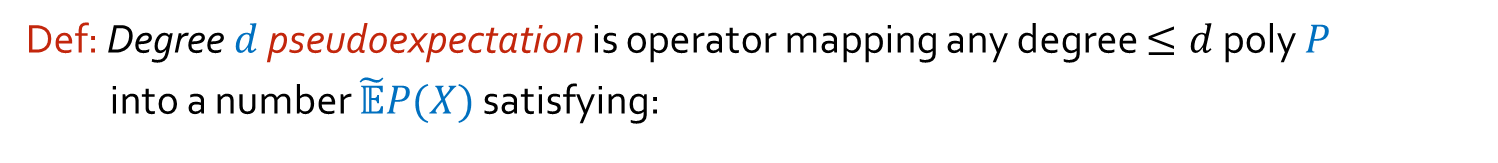 Def: Degree d pseudoexpectation is operator mapping any degree ≤ d poly P
into a number 𝔼̃P(X) satisfying: